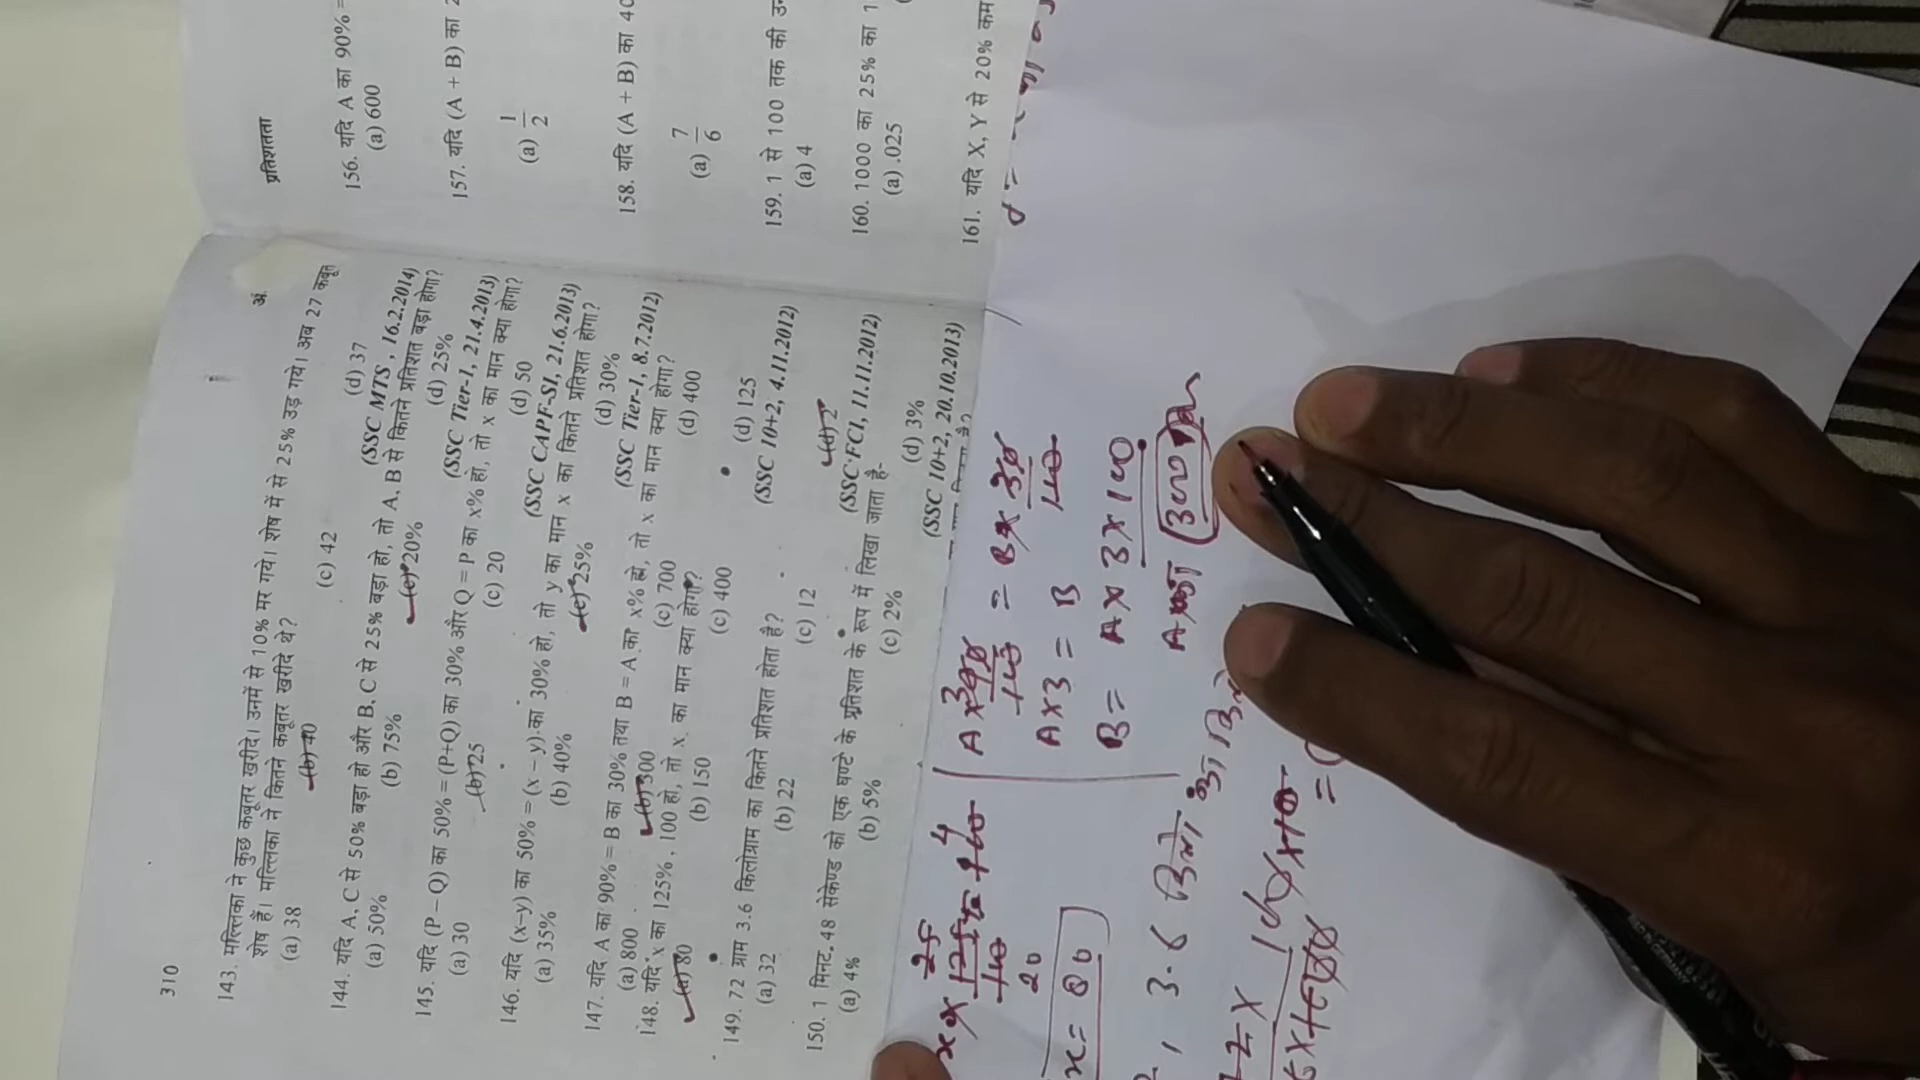 310
अं
143. मल्लिका ने कुछ कबूतर खरीदे। उनमें से 10% मर गये। शेष में से 25% उड़ गये। अब 27 कबूत
शेष हैं। मल्लिका ने कितने कबूतर खरीदे थे?
(a) 38 (b) 40 (c) 42 (d) 37
(SSC MTS, 16.2.2014)
144. यदि A, C से 50% बड़ा हो और B, C से 25% बड़ा हो, तो A, B से कितने प्रतिशत बड़ा होगा?
(a) 50% (b) 75% (c) 20% (d) 25%
(SSC Tier-1, 21.4.2013)
145. यदि (P – Q) का 50% = (P+Q) का 30% और Q = P का x% हो, तो x का मान क्या होगा?
(a) 30 (b) 25 (c) 20 (d) 50
(SSC CAPF-SI, 21.6.2013)
146. यदि (x–y) का 50% = (x – y) का 30% हो, तो y का मान x का कितने प्रतिशत होगा?
(a) 35% (b) 40% (c) 25% (d) 30%
(SSC Tier-1, 8.7.2012)
147. यदि A का 90% = B का 30% तथा B = A का x% हो, तो x का मान क्या होगा?
(a) 800 (b) 300 (c) 700 (d) 400
148. यदि x का 125%, 100 हो, तो x का मान क्या होगा?
(a) 80 (b) 150 (c) 400 (d) 125
(SSC 10+2, 4.11.2012)
149. 72 ग्राम 3.6 किलोग्राम का कितने प्रतिशत होता है?
(a) 32 (b) 22 (c) 12 (d) 2
(SSC FCI, 11.11.2012)
150. 1 मिनट 48 सेकेण्ड को एक घण्टे के प्रतिशत के रूप में लिखा जाता है-
(a) 4% (b) 5% (c) 2% (d) 3%
(SSC 10+2, 20.10.2013)
प्रतिशतता
156. यदि A का 90% =
(a) 600
157. यदि (A + B) का 2
(a) 1/2
158. यदि (A + B) का 40
(a) 7/6
159. 1 से 100 तक की
(a) 4
160. 1000 का 25% का 1
(a) .025
161. यदि X, Y से 20% कम
x = 80
A×3 = B
B = A × 3×100
A का 300